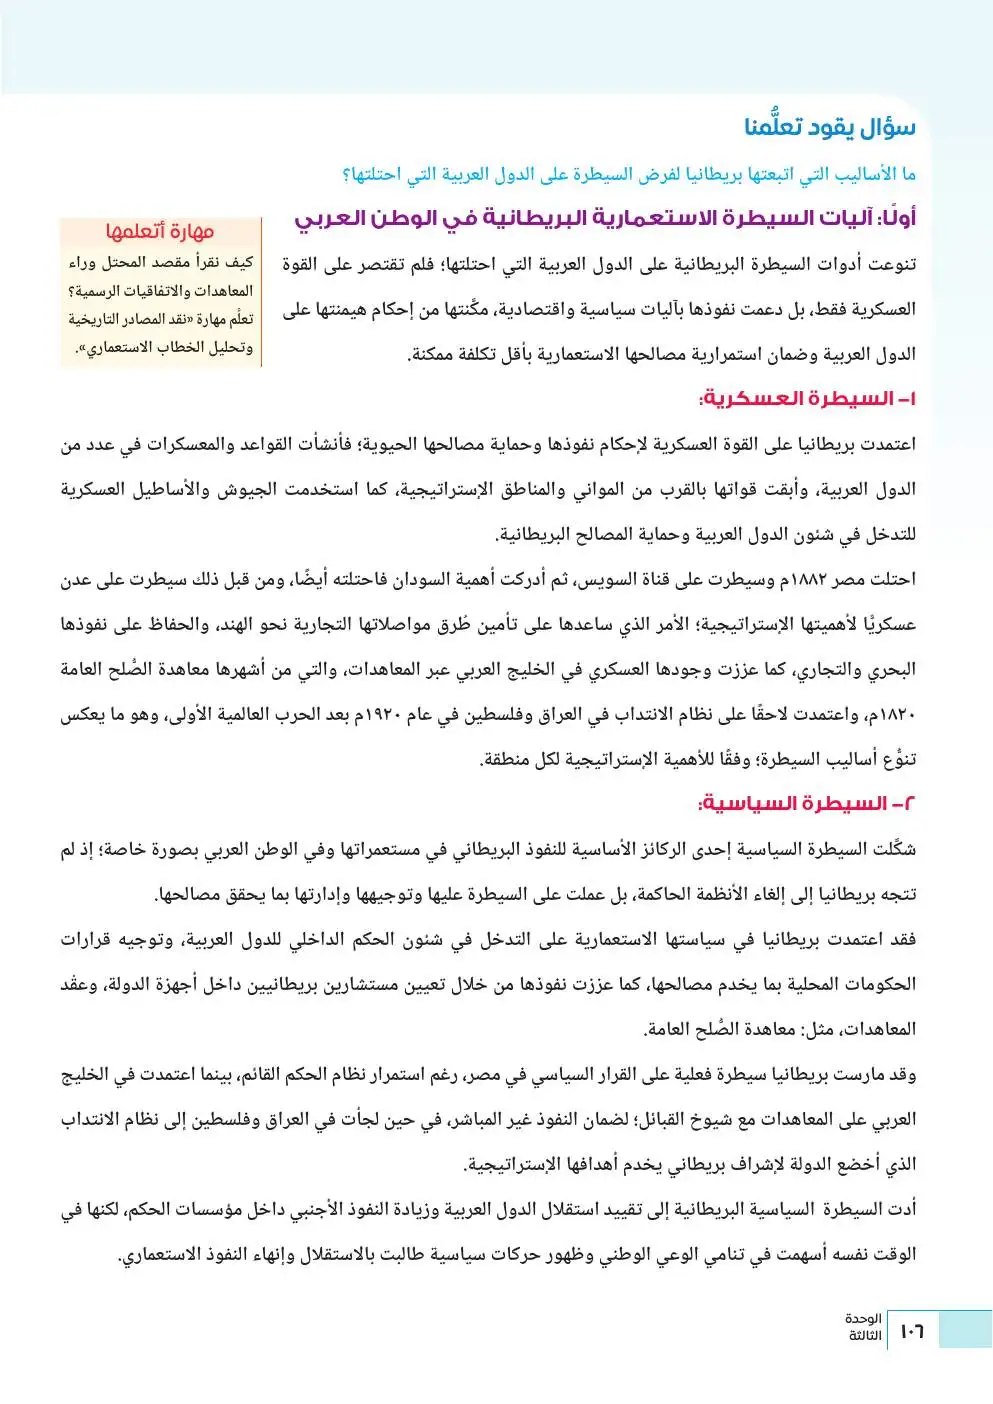 سؤال يقود تعلُّمنا
ما الأساليب التي اتبعتها بريطانيا لفرض السيطرة على الدول العربية التي احتلتها؟
أولًا: آليات السيطرة الاستعمارية البريطانية في الوطن العربي
تنوعت أدوات السيطرة البريطانية على الدول العربية التي احتلتها؛ فلم تقتصر على القوة
العسكرية فقط، بل دعمت نفوذها بآليات سياسية واقتصادية، مكَّنتها من إحكام هيمنتها على
الدول العربية وضمان استمرارية مصالحها الاستعمارية بأقل تكلفة ممكنة.
مهارة أتعلمها
كيف نقرأ مقصد المحتل وراء
المعاهدات والاتفاقيات الرسمية؟
تعلَّم مهارة «نقد المصادر التاريخية
وتحليل الخطاب الاستعماري».
١- السيطرة العسكرية:
اعتمدت بريطانيا على القوة العسكرية لإحكام نفوذها وحماية مصالحها الحيوية؛ فأنشأت القواعد والمعسكرات في عدد من
الدول العربية، وأبقت قواتها بالقرب من المواني والمناطق الإستراتيجية، كما استخدمت الجيوش والأساطيل العسكرية
للتدخل في شئون الدول العربية وحماية المصالح البريطانية.
احتلت مصر ١٨٨٢م وسيطرت على قناة السويس، ثم أدركت أهمية السودان فاحتلته أيضًا، ومن قبل ذلك سيطرت على عدن
عسكريًّا لأهميتها الإستراتيجية؛ الأمر الذي ساعدها على تأمين طُرق مواصلاتها التجارية نحو الهند، والحفاظ على نفوذها
البحري والتجاري، كما عززت وجودها العسكري في الخليج العربي عبر المعاهدات، والتي من أشهرها معاهدة الصُّلح العامة
١٨٢٠م، واعتمدت لاحقًا على نظام الانتداب في العراق وفلسطين في عام ١٩٢٠م بعد الحرب العالمية الأولى، وهو ما يعكس
تنوُّع أساليب السيطرة؛ وفقًا للأهمية الإستراتيجية لكل منطقة.
٢- السيطرة السياسية:
شكَّلت السيطرة السياسية إحدى الركائز الأساسية للنفوذ البريطاني في مستعمراتها وفي الوطن العربي بصورة خاصة؛ إذ لم
تتجه بريطانيا إلى إلغاء الأنظمة الحاكمة، بل عملت على السيطرة عليها وتوجيهها وإدارتها بما يحقق مصالحها.
فقد اعتمدت بريطانيا في سياستها الاستعمارية على التدخل في شئون الحكم الداخلي للدول العربية، وتوجيه قرارات
الحكومات المحلية بما يخدم مصالحها، كما عززت نفوذها من خلال تعيين مستشارين بريطانيين داخل أجهزة الدولة، وعقْد
المعاهدات، مثل: معاهدة الصُّلح العامة.
وقد مارست بريطانيا سيطرة فعلية على القرار السياسي في مصر، رغم استمرار نظام الحكم القائم، بينما اعتمدت في الخليج
العربي على المعاهدات مع شيوخ القبائل؛ لضمان النفوذ غير المباشر، في حين لجأت في العراق وفلسطين إلى نظام الانتداب
الذي أخضع الدولة لإشراف بريطاني يخدم أهدافها الإستراتيجية.
أدت السيطرة السياسية البريطانية إلى تقييد استقلال الدول العربية وزيادة النفوذ الأجنبي داخل مؤسسات الحكم، لكنها في
الوقت نفسه أسهمت في تنامي الوعي الوطني وظهور حركات سياسية طالبت بالاستقلال وإنهاء النفوذ الاستعماري.
١٠٦
الوحدة
الثالثة